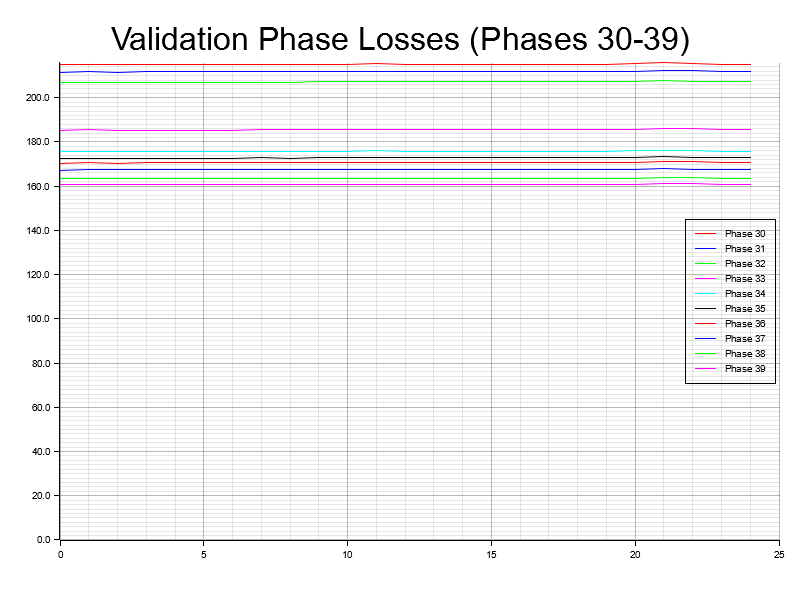 Validation Phase Losses (Phases 30-39)
200.0
180.0
160.0
140.0
120.0
100.0
80.0
60.0
40.0
20.0
0.0
Phase 30
Phase 31
Phase 32
Phase 33
Phase 34
Phase 35
Phase 36
Phase 37
Phase 38
Phase 39
0 5 10 15 20 25